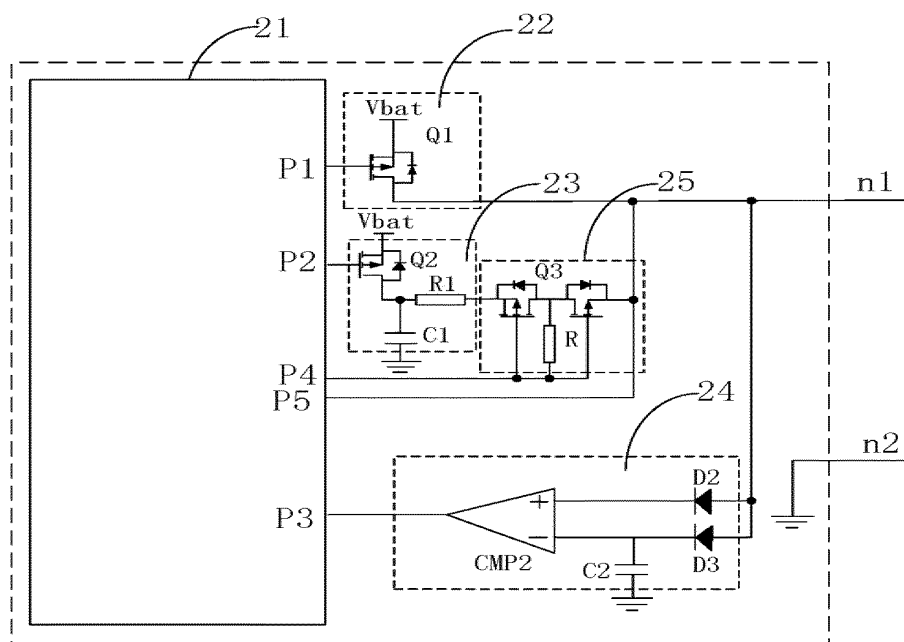 21
22
Vbat
Q1
P1
23
25
n1
Vbat
P2
Q2
Q3
R1
C1
R
P4
P5
24
n2
D2
+
P3
−
CMP2
C2
D3